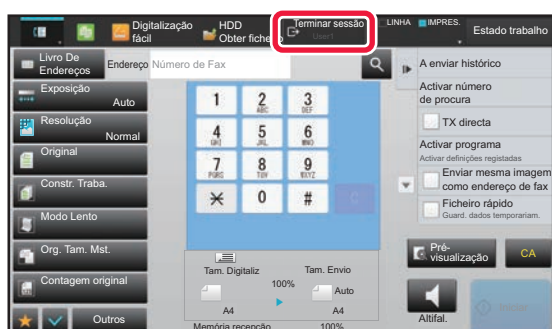 Digitalização fácil
HDD Obter ficheiro
Terminar sessão
User1
LINHA
IMPRES.
Estado trabalho
Livro De Endereços
Endereço
Número de Fax
A enviar histórico
Exposição
Auto
Activar número de procura
Resolução
Normal
TX directa
Original
Activar programa
Activar definições registadas
Constr. Traba.
Enviar mesma imagem como endereço de fax
Modo Lento
Ficheiro rápido
Guard. dados temporariam.
Org. Tam. Mst.
Contagem original
Outros
1
2 ABC
3 DEF
4 GHI
5 JKL
6 MNO
7 PQRS
8 TUV
9 WXYZ
0
#
Tam. Digitaliz
100%
Tam. Envio
Auto
A4
A4
Memória recepção
100%
Pré-visualização
CA
Altifal.
Iniciar